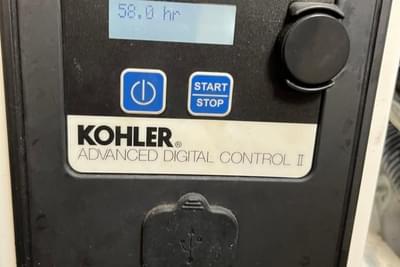 58.0 hr
START
STOP
KOHLER®
ADVANCED DIGITAL CONTROL II